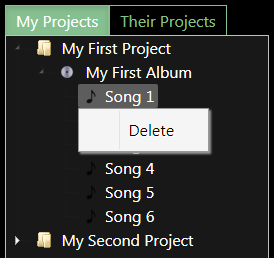 My Projects Their Projects
My First Project
My First Album
Song 1
Delete
Song 4
Song 5
Song 6
My Second Project